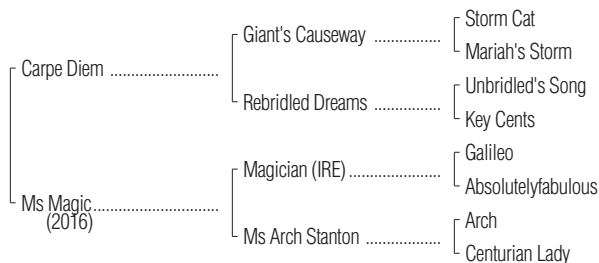 Storm Cat
Giant's Causeway ................
Mariah's Storm
Carpe Diem ..........................
Unbridled's Song
Rebridled Dreams ................
Key Cents
Galileo
Magician (IRE) ......................
Absolutelyfabulous
Ms Magic ..............................
(2016)
Arch
Ms Arch Stanton ..................
Centurian Lady